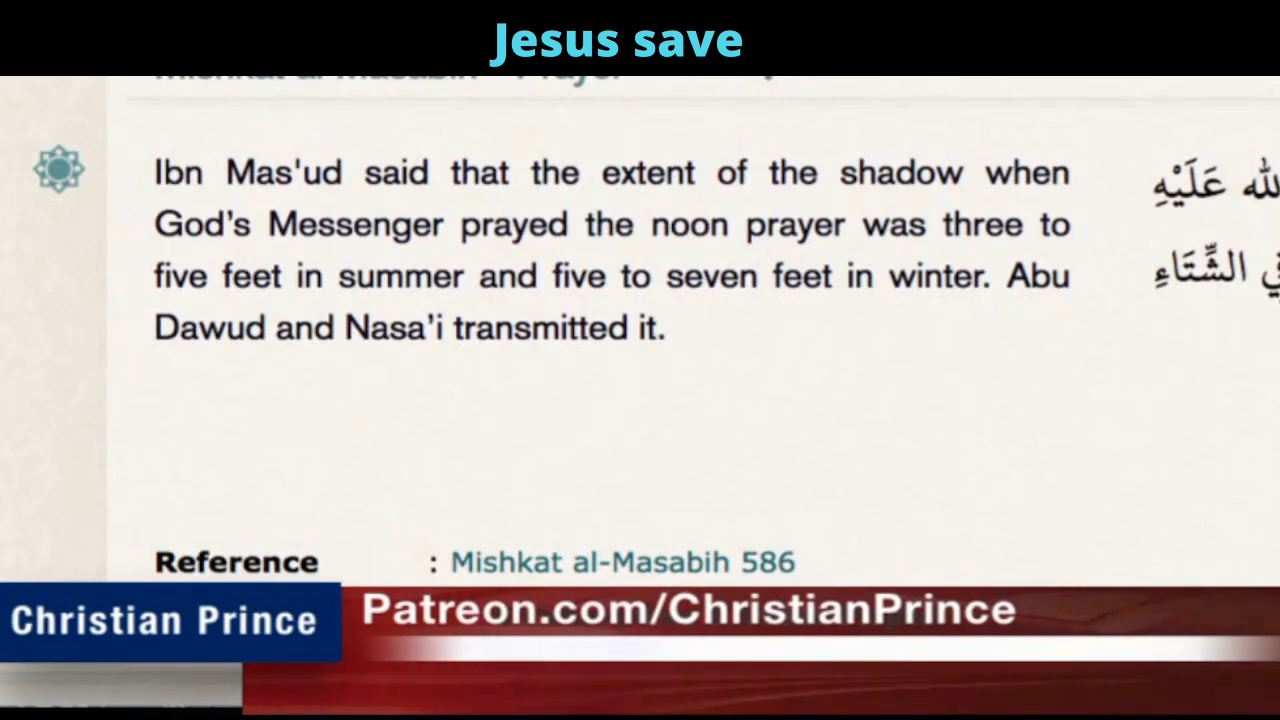 Jesus save
Ibn Mas'ud said that the extent of the shadow when
God's Messenger prayed the noon prayer was three to
five feet in summer and five to seven feet in winter. Abu
Dawud and Nasa'i transmitted it.
عَلَيْهِ
الشِّتَاءِ
Reference : Mishkat al-Masabih 586
Christian Prince
Patreon.com/ChristianPrince